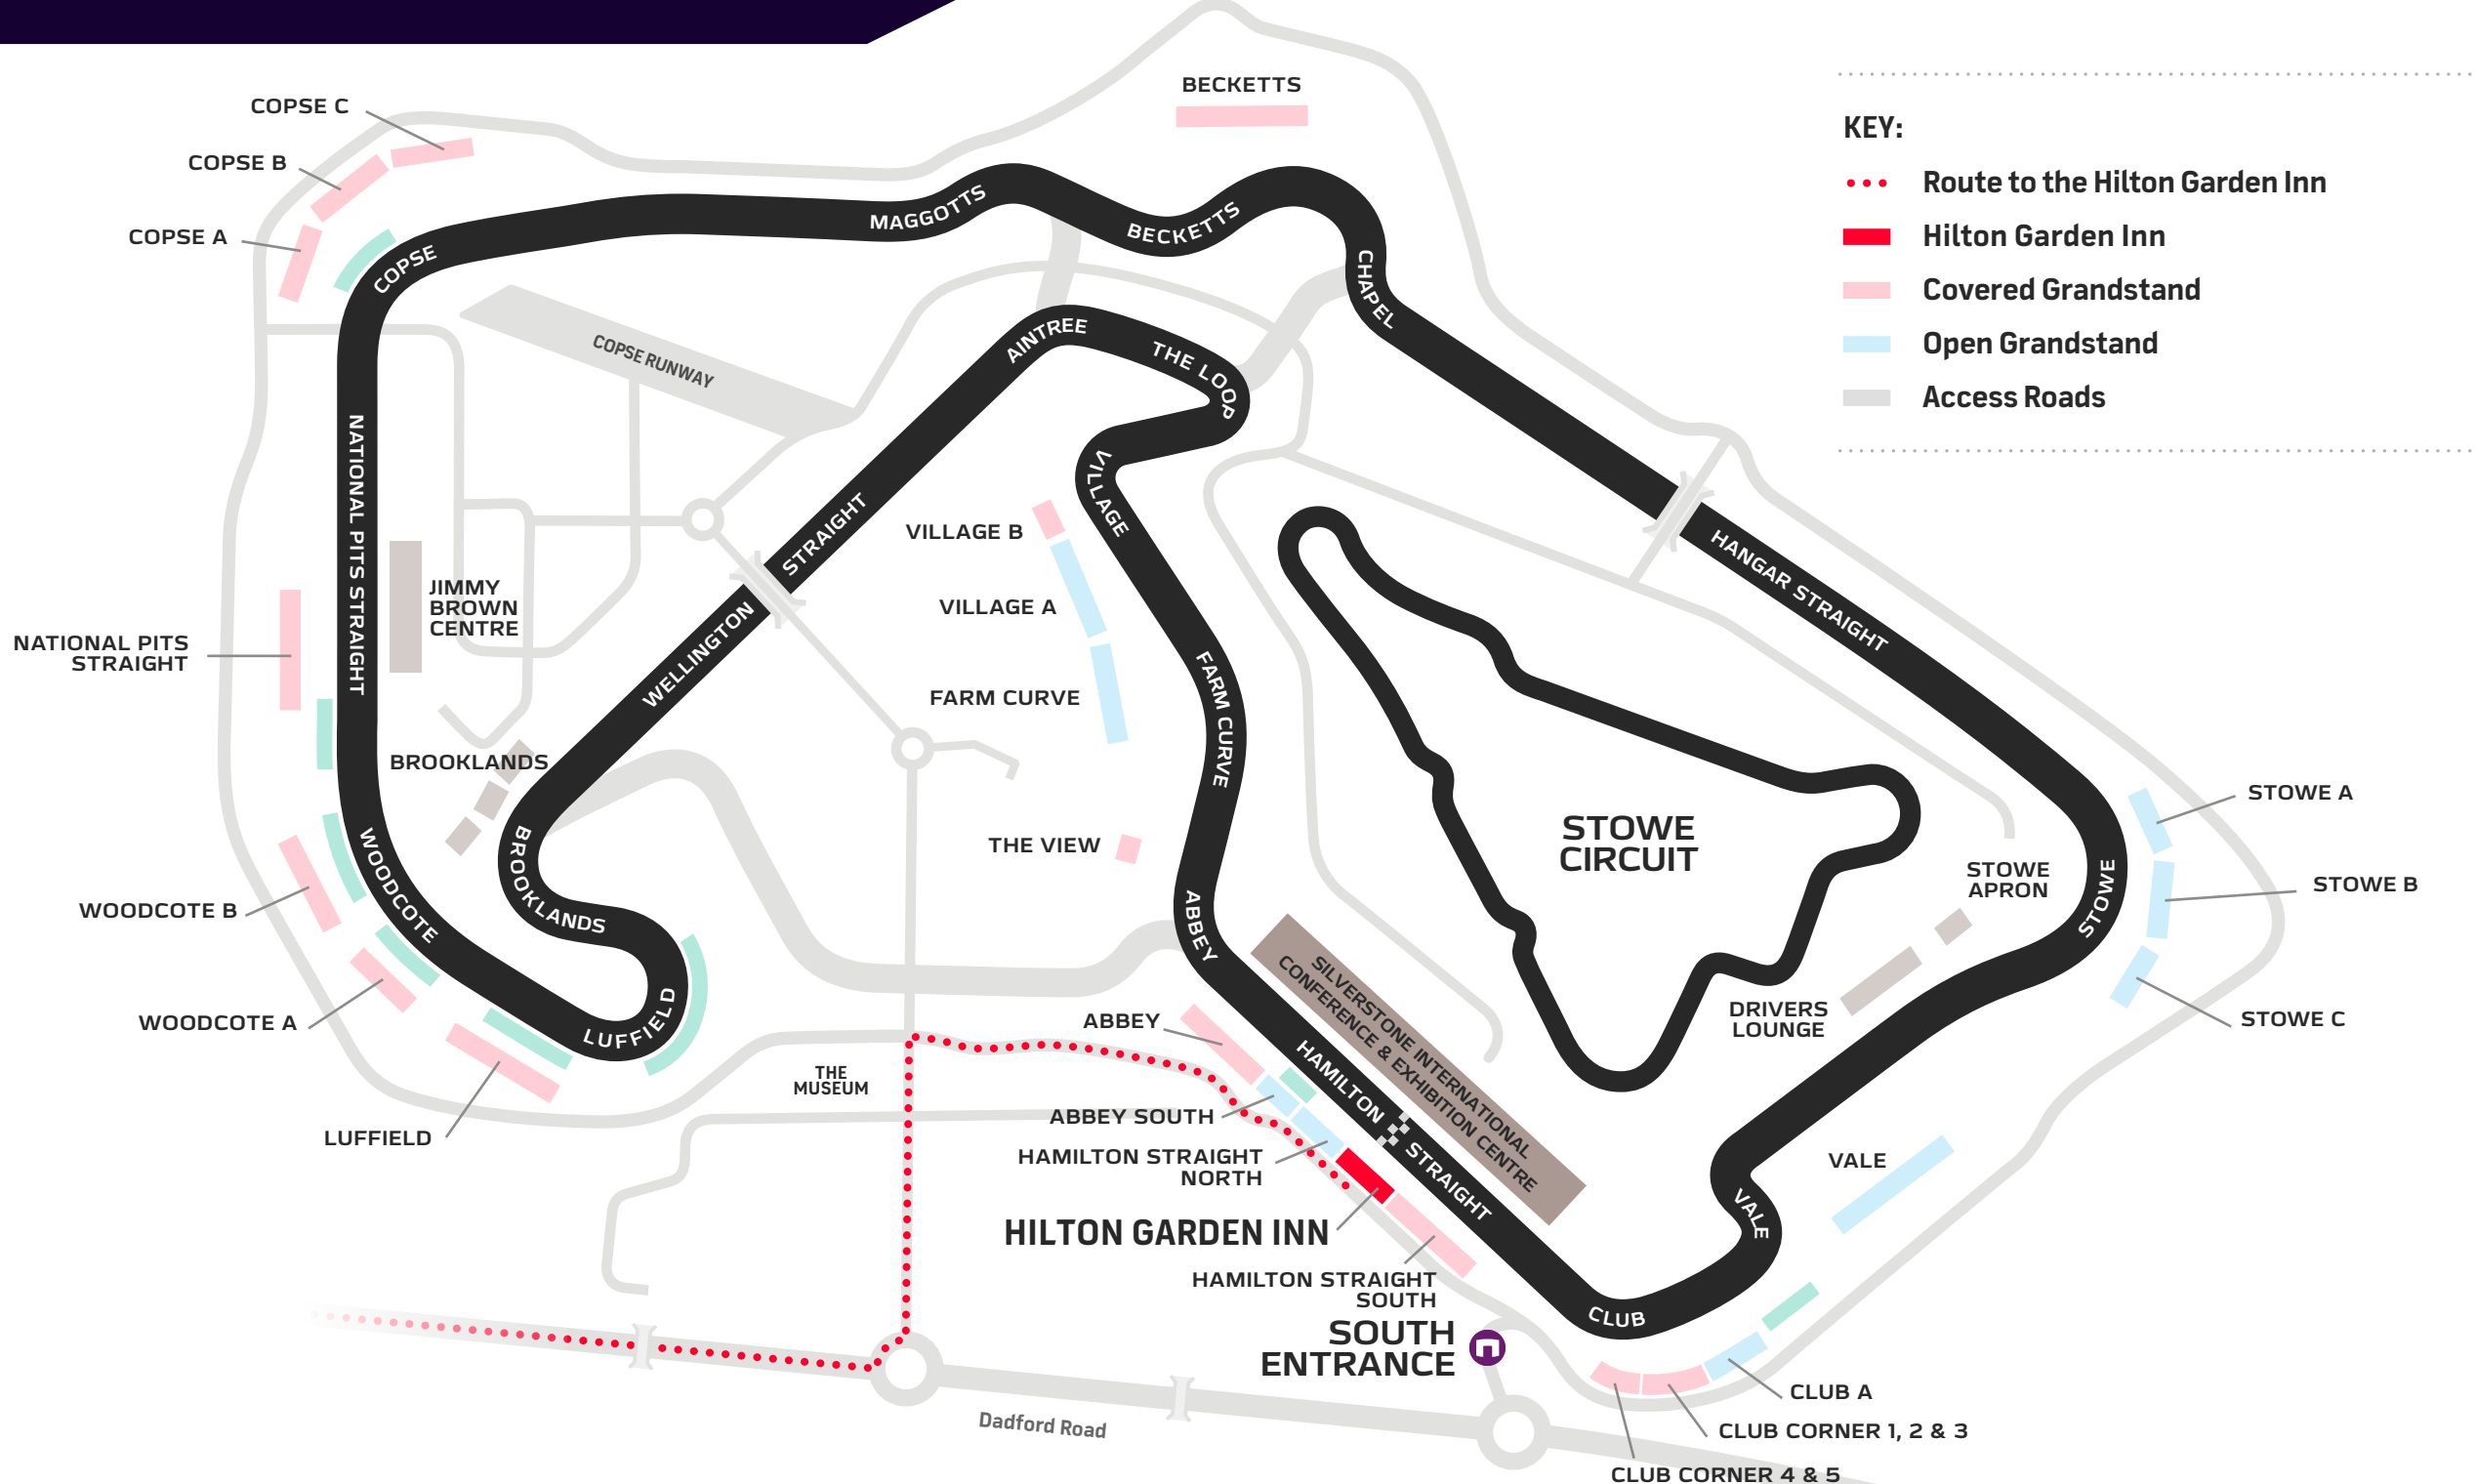 BECKETTS
COPSE C
COPSE B
COPSE A
KEY:
Route to the Hilton Garden Inn
Hilton Garden Inn
Covered Grandstand
Open Grandstand
Access Roads
COPSE
MAGGOTTS
BECKETTS
CHAPEL
COPSE RUNWAY
AINTREE
THE LOOP
VILLAGE
NATIONAL PITS STRAIGHT
WELLINGTON STRAIGHT
HANGAR STRAIGHT
VILLAGE B
VILLAGE A
FARM CURVE
FARM CURVE
JIMMY
BROWN
CENTRE
NATIONAL PITS
STRAIGHT
BROOKLANDS
BROOKLANDS
THE VIEW
STOWE
CIRCUIT
STOWE A
STOWE B
STOWE C
STOWE
STOWE
APRON
DRIVERS
LOUNGE
WOODCOTE
WOODCOTE B
WOODCOTE A
LUFFIELD
LUFFIELD
ABBEY
ABBEY
SILVERSTONE INTERNATIONAL
CONFERENCE & EXHIBITION CENTRE
HAMILTON STRAIGHT
THE
MUSEUM
ABBEY SOUTH
HAMILTON STRAIGHT
NORTH
HILTON GARDEN INN
HAMILTON STRAIGHT
SOUTH
VALE
VALE
CLUB
SOUTH
ENTRANCE
CLUB A
CLUB CORNER 1, 2 & 3
CLUB CORNER 4 & 5
Dadford Road